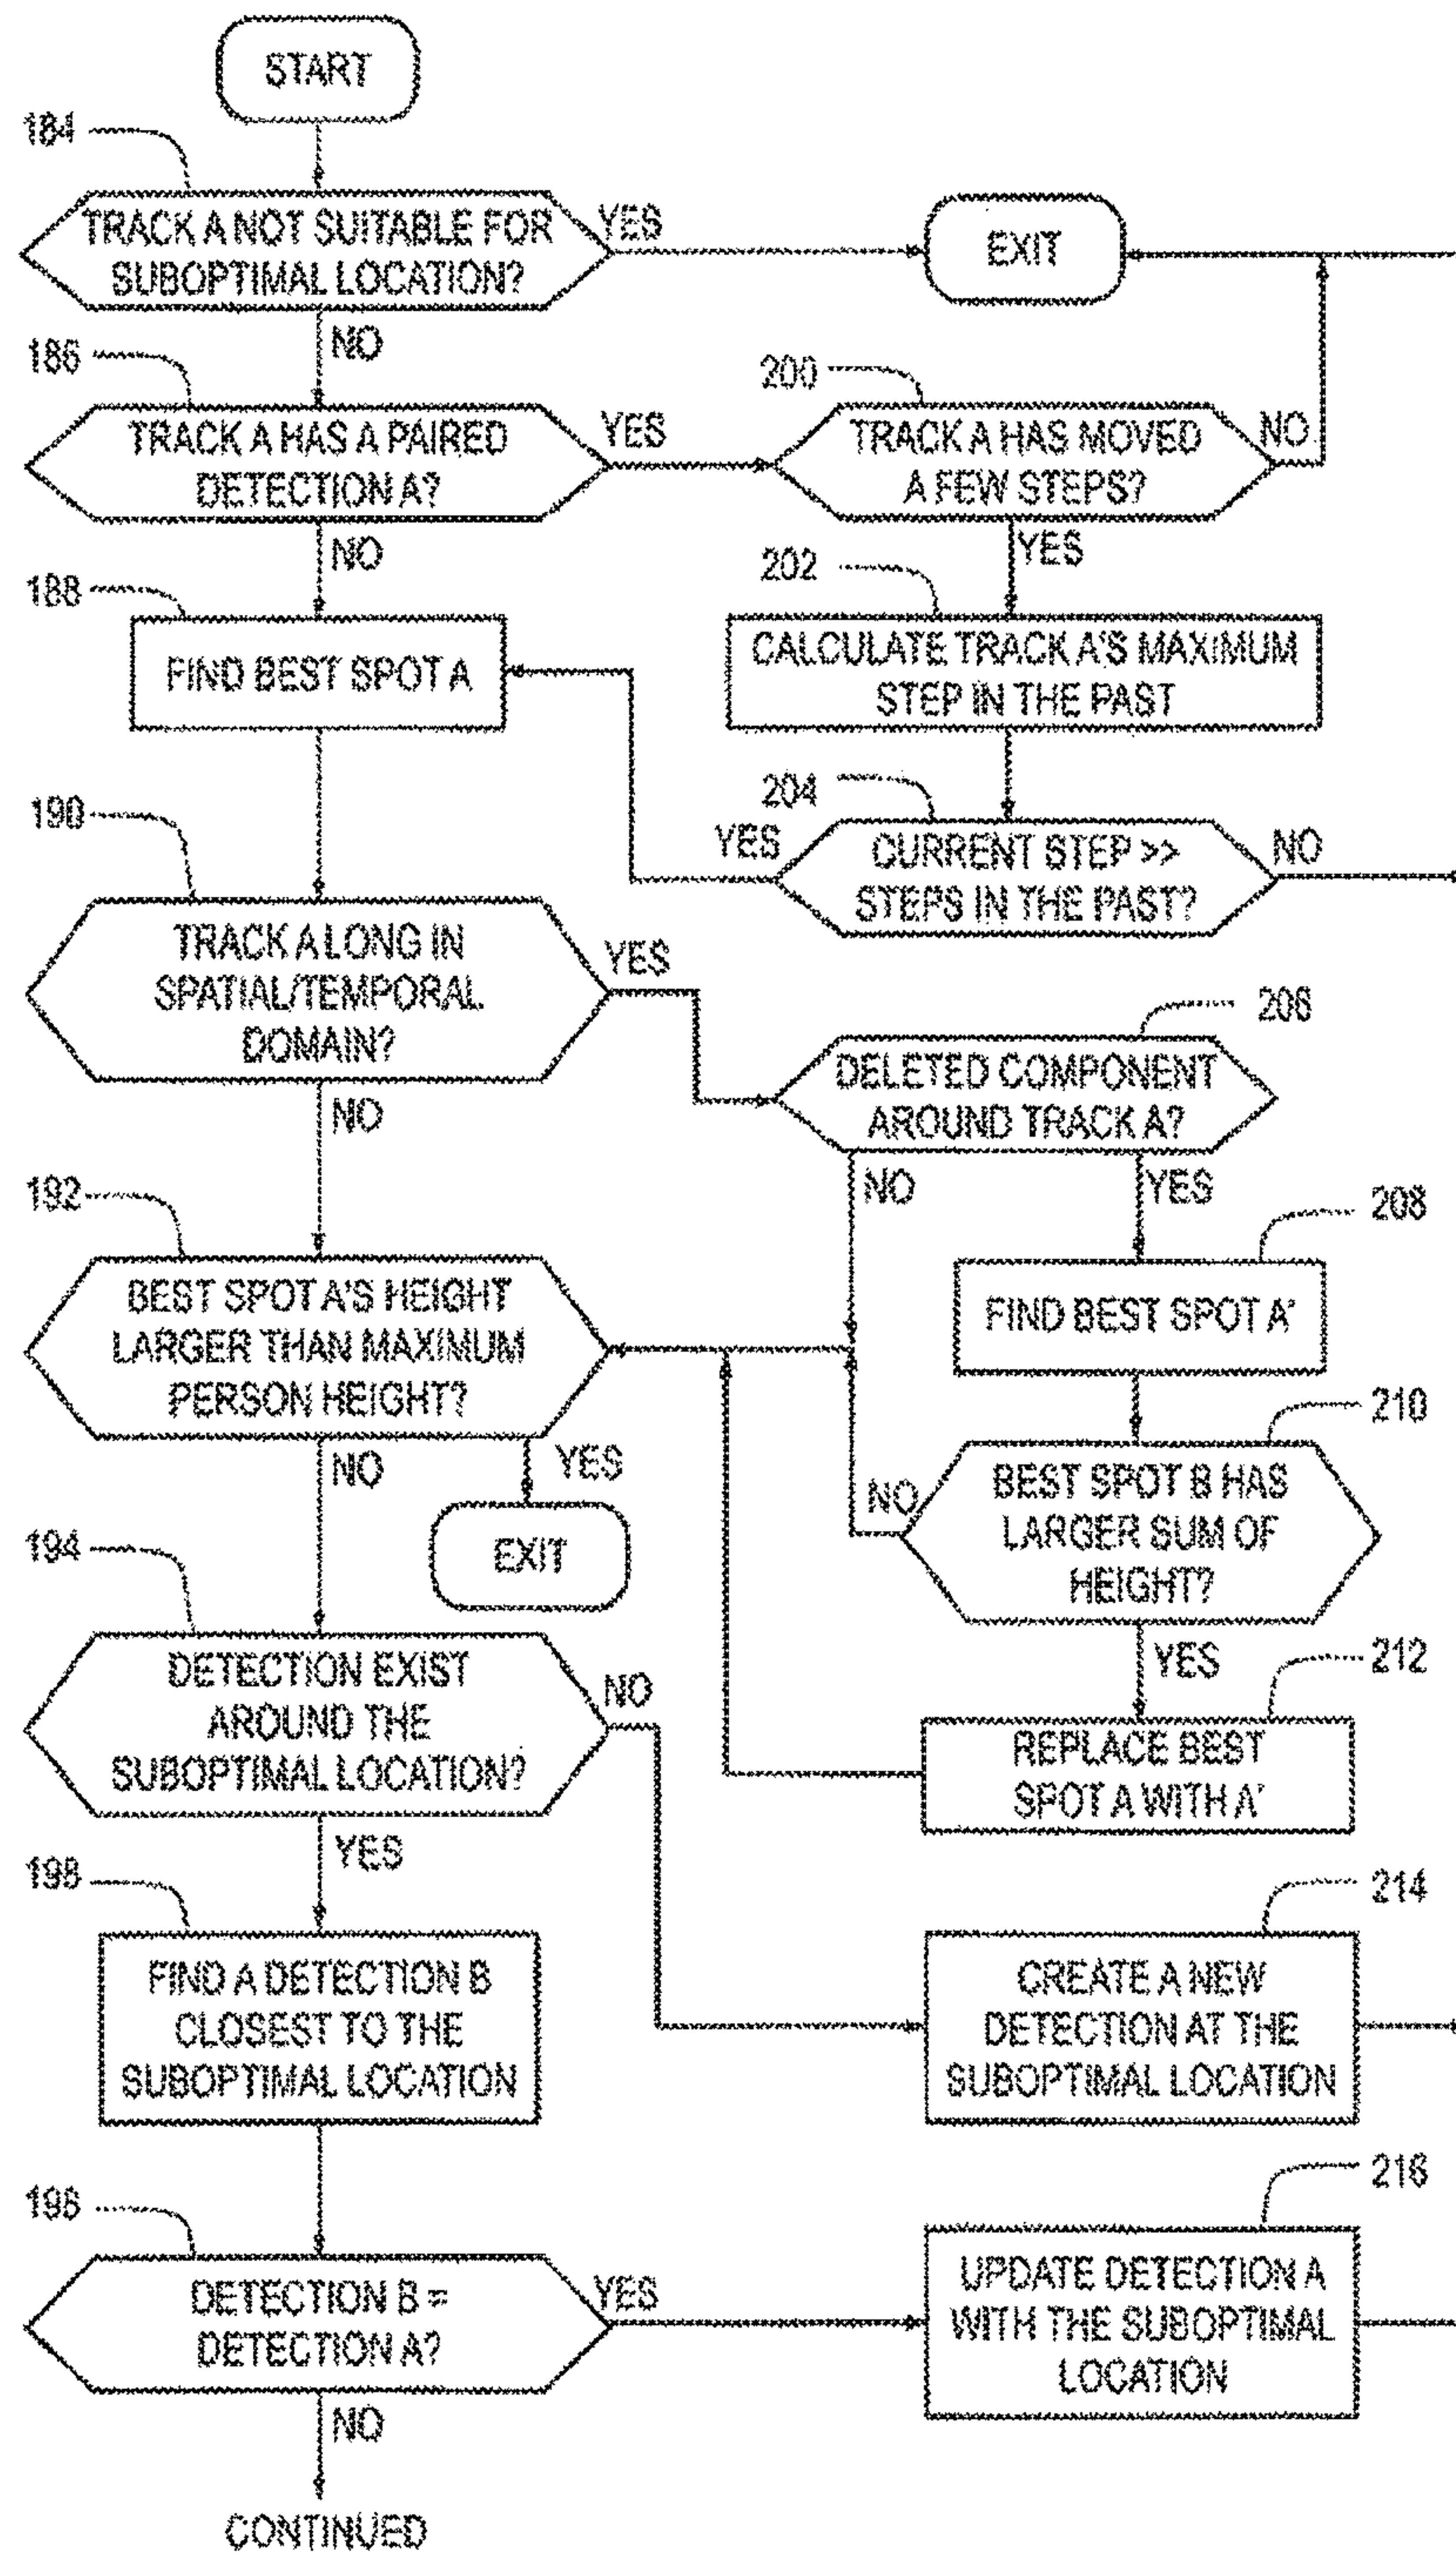 START
184
TRACK A NOT SUITABLE FOR
SUBOPTIMAL LOCATION?
YES
EXIT
NO
186
TRACK A HAS A PAIRED
DETECTION A?
YES
200
TRACK A HAS MOVED
A FEW STEPS?
NO
NO
YES
188
FIND BEST SPOT A
202
CALCULATE TRACK A'S MAXIMUM
STEP IN THE PAST
204
CURRENT STEP >>
STEPS IN THE PAST?
YES
NO
190
TRACK A LONG IN
SPATIAL/TEMPORAL
DOMAIN?
YES
NO
206
DELETED COMPONENT
AROUND TRACK A?
NO
YES
192
BEST SPOT A'S HEIGHT
LARGER THAN MAXIMUM
PERSON HEIGHT?
NO
YES
EXIT
208
FIND BEST SPOT A'
210
BEST SPOT B HAS
LARGER SUM OF
HEIGHT?
NO
YES
212
REPLACE BEST
SPOT A WITH A'
194
DETECTION EXIST
AROUND THE
SUBOPTIMAL LOCATION?
NO
YES
198
FIND A DETECTION B
CLOSEST TO THE
SUBOPTIMAL LOCATION
214
CREATE A NEW
DETECTION AT THE
SUBOPTIMAL LOCATION
196
DETECTION B =
DETECTION A?
YES
216
UPDATE DETECTION A
WITH THE SUBOPTIMAL
LOCATION
NO
CONTINUED